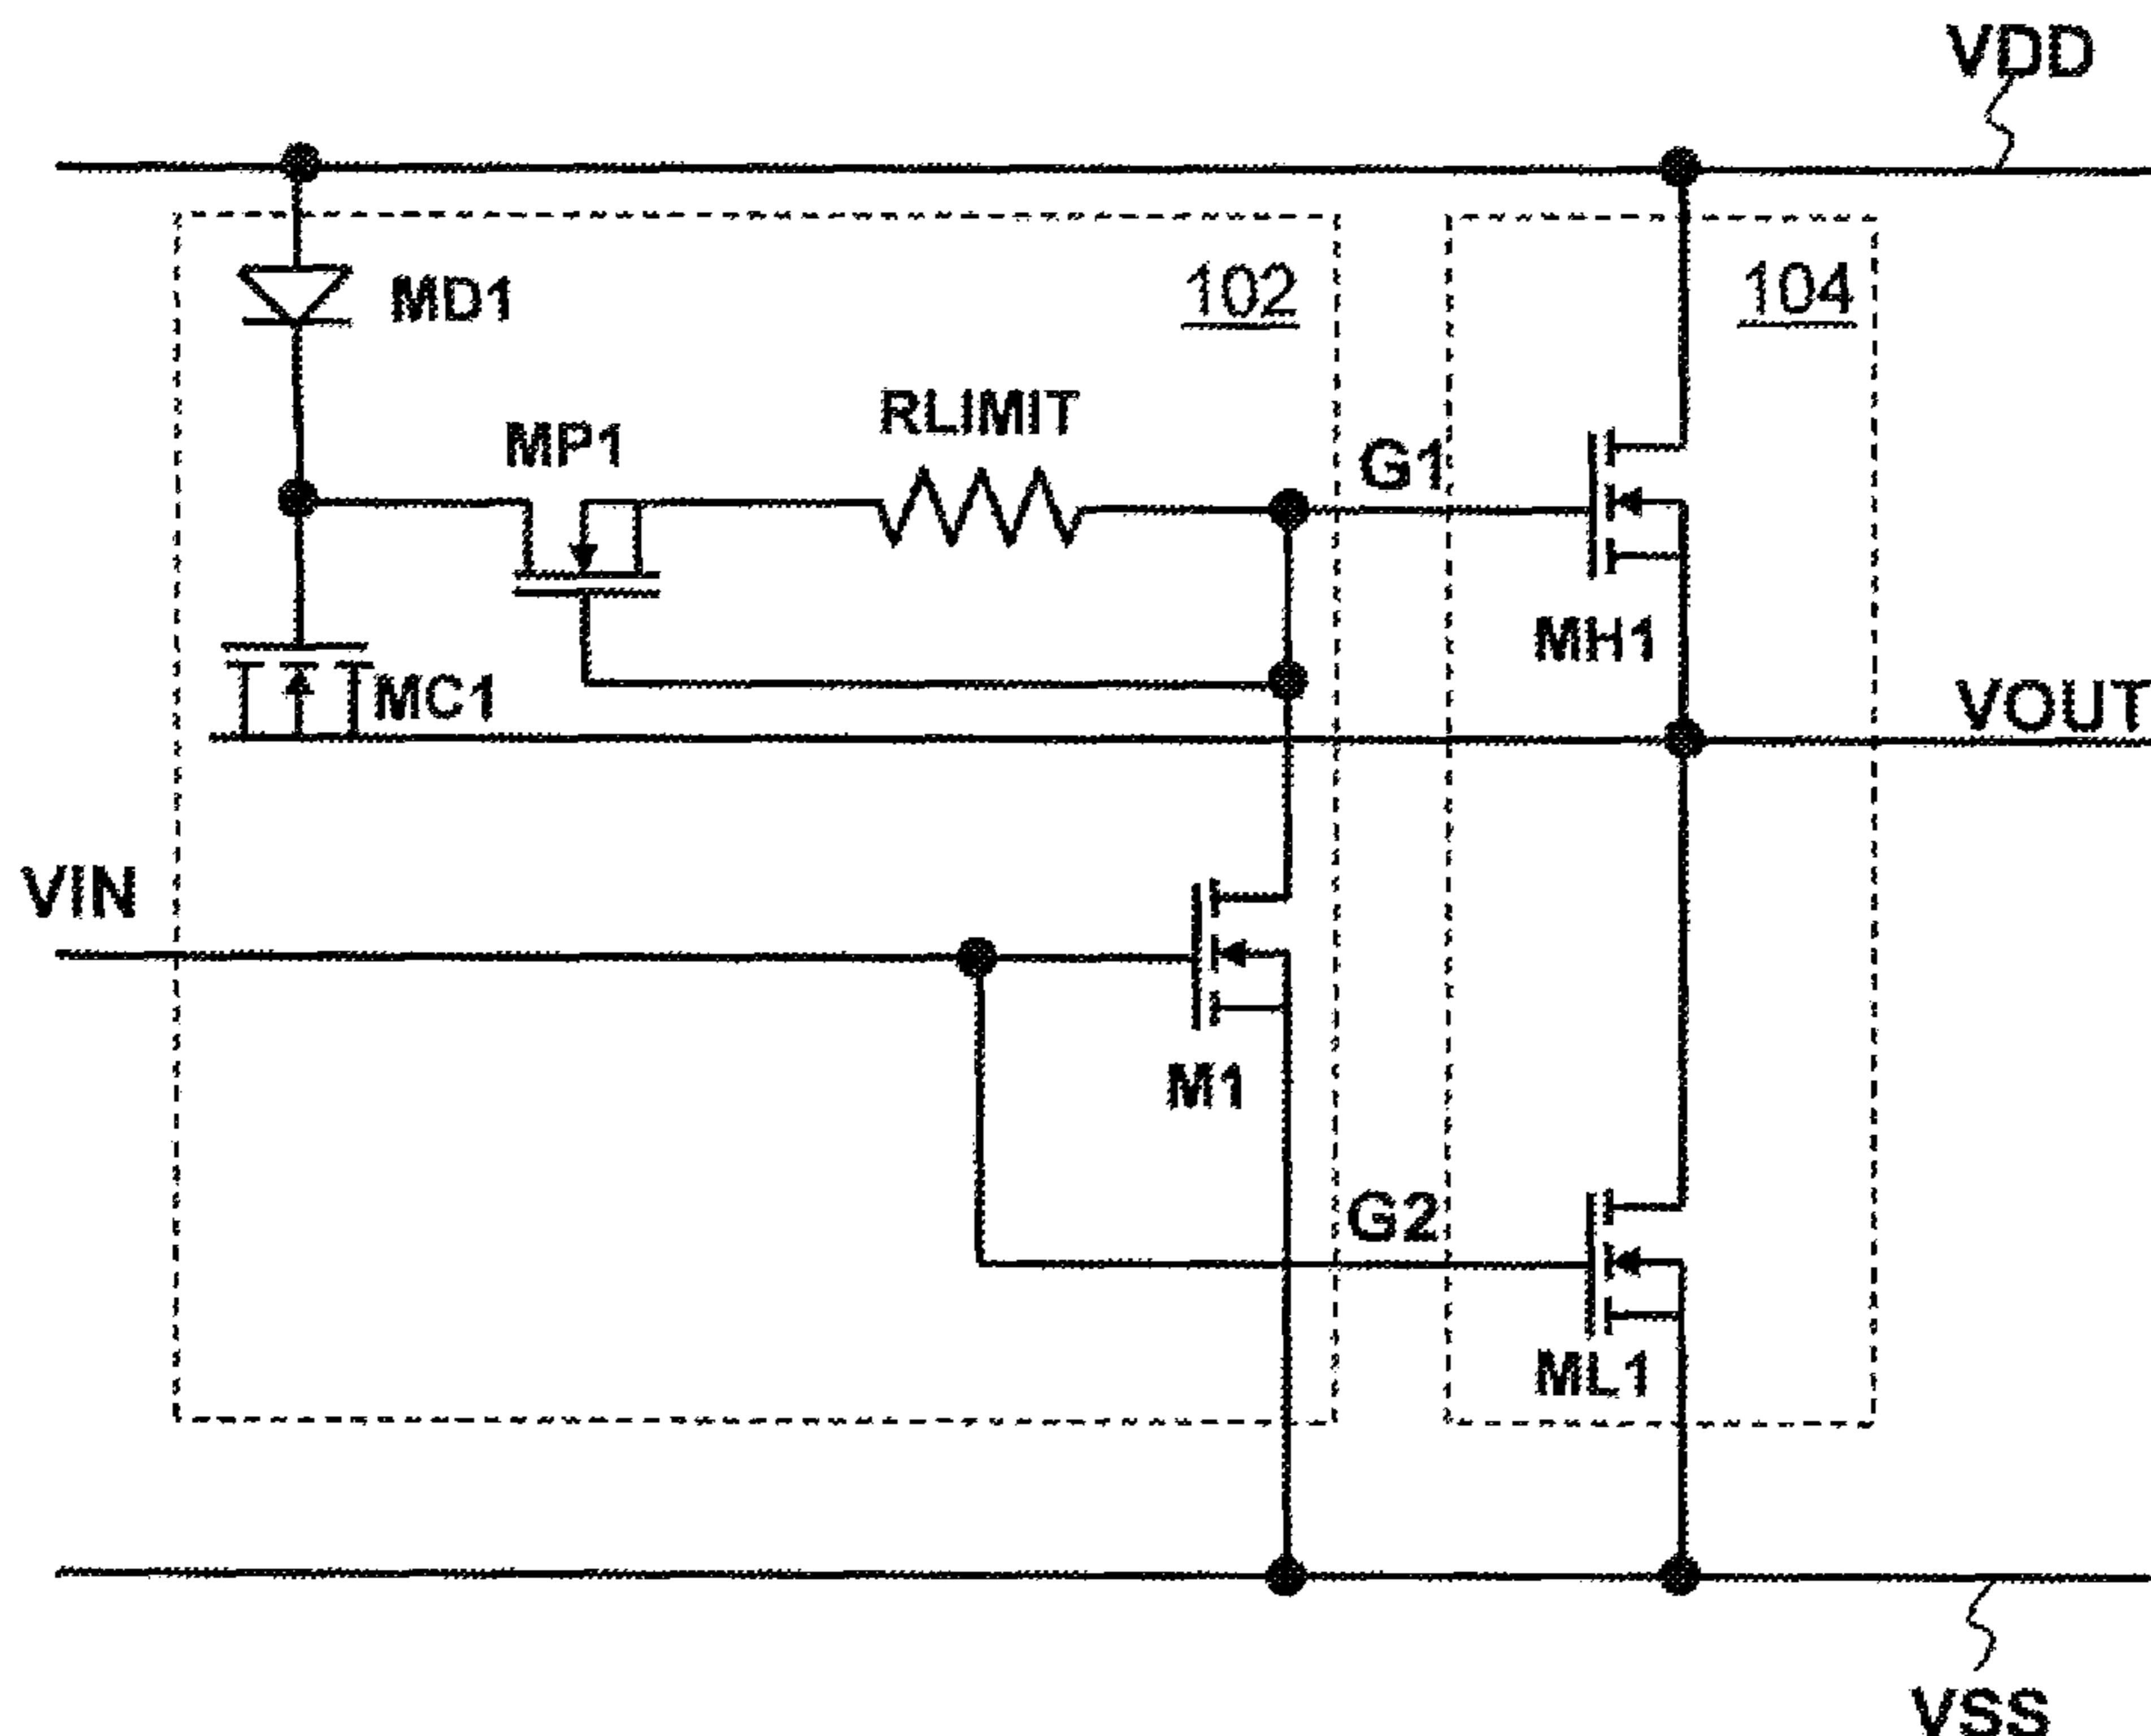 VDD
MD1
102
104
RLIMIT
MP1
G1
MH1
MC1
VOUT
VIN
M1
G2
ML1
VSS